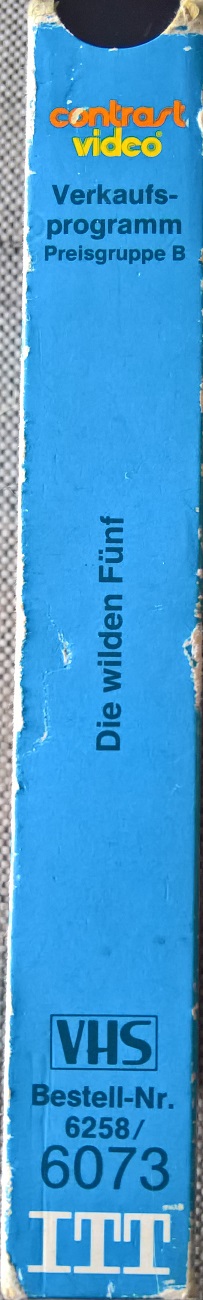 contrast
video
Verkaufs-
programm
Preisgruppe B
Die wilden Fünf
VHS
Bestell-Nr.
6258/
6073
ITT